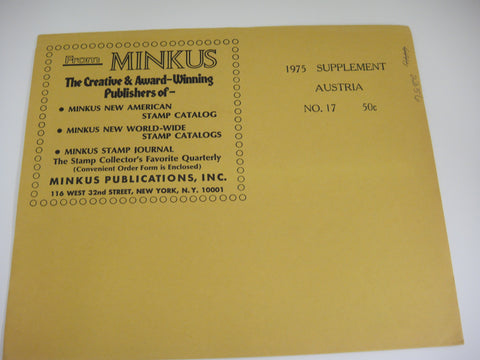 From MINKUS
The Creative & Award-Winning
Publishers of-
• MINKUS NEW AMERICAN
STAMP CATALOG
• MINKUS NEW WORLD-WIDE
STAMP CATALOGS
• MINKUS STAMP JOURNAL
The Stamp Collector's Favorite Quarterly
(Convenient Order Form is Enclosed)
MINKUS PUBLICATIONS, INC.
116 WEST 32nd STREET, NEW YORK, N.Y. 10001
1975 SUPPLEMENT
AUSTRIA
NO. 17 50c